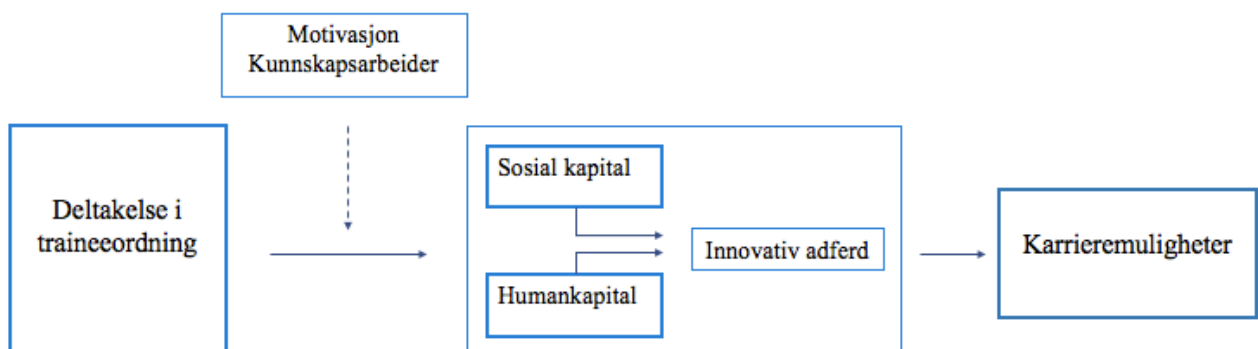 Motivasjon
Kunnskapsarbeider
Deltakelse i
traineeordning
Sosial kapital
Innovativ adferd
Humankapital
Karrieremuligheter